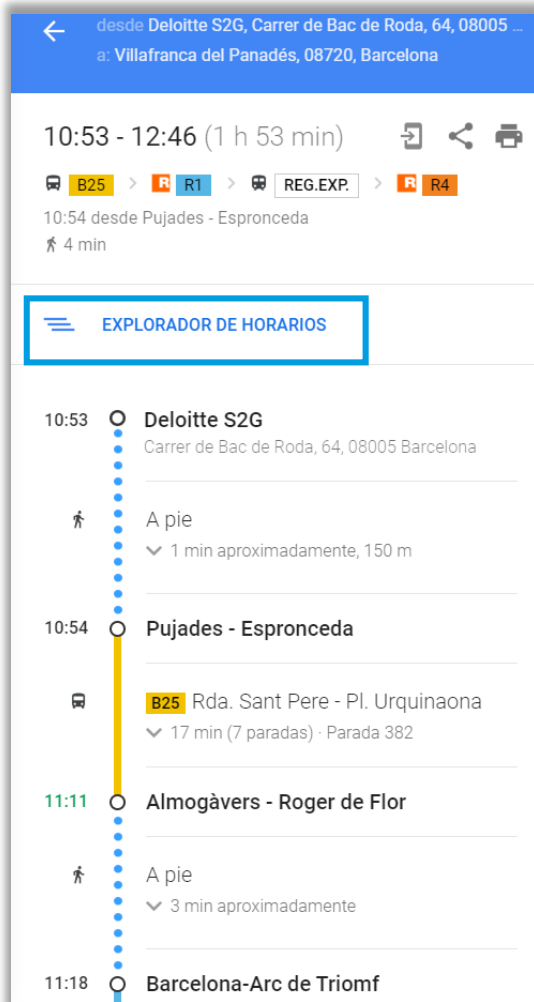 desde Deloitte S2G, Carrer de Bac de Roda, 64, 08005 ...
a: Villafranca del Panadés, 08720, Barcelona
10:53 - 12:46 (1 h 53 min)
B25 > R R1 > REG.EXP. > R R4
10:54 desde Pujades - Espronceda
4 min
EXPLORADOR DE HORARIOS
10:53 Deloitte S2G
Carrer de Bac de Roda, 64, 08005 Barcelona
A pie
1 min aproximadamente, 150 m
10:54 Pujades - Espronceda
B25 Rda. Sant Pere - Pl. Urquinaona
17 min (7 paradas) · Parada 382
11:11 Almogàvers - Roger de Flor
A pie
3 min aproximadamente
11:18 Barcelona-Arc de Triomf